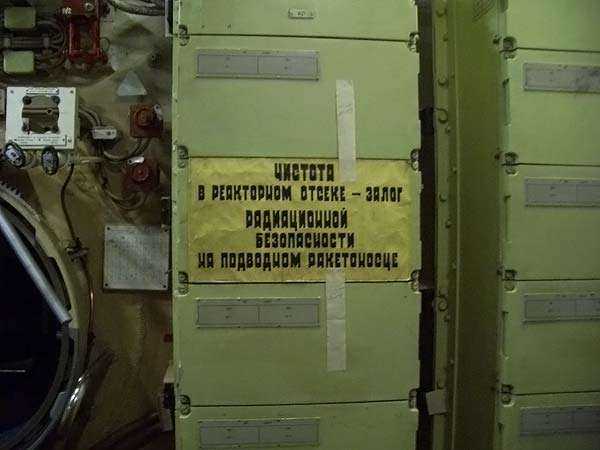 ЧИСТОТА
В РЕАКТОРНОМ ОТСЕКЕ — ЗАЛОГ
РАДИАЦИОННОЙ
БЕЗОПАСНОСТИ
НА ПОДВОДНОМ РАКЕТОНОСЦЕ